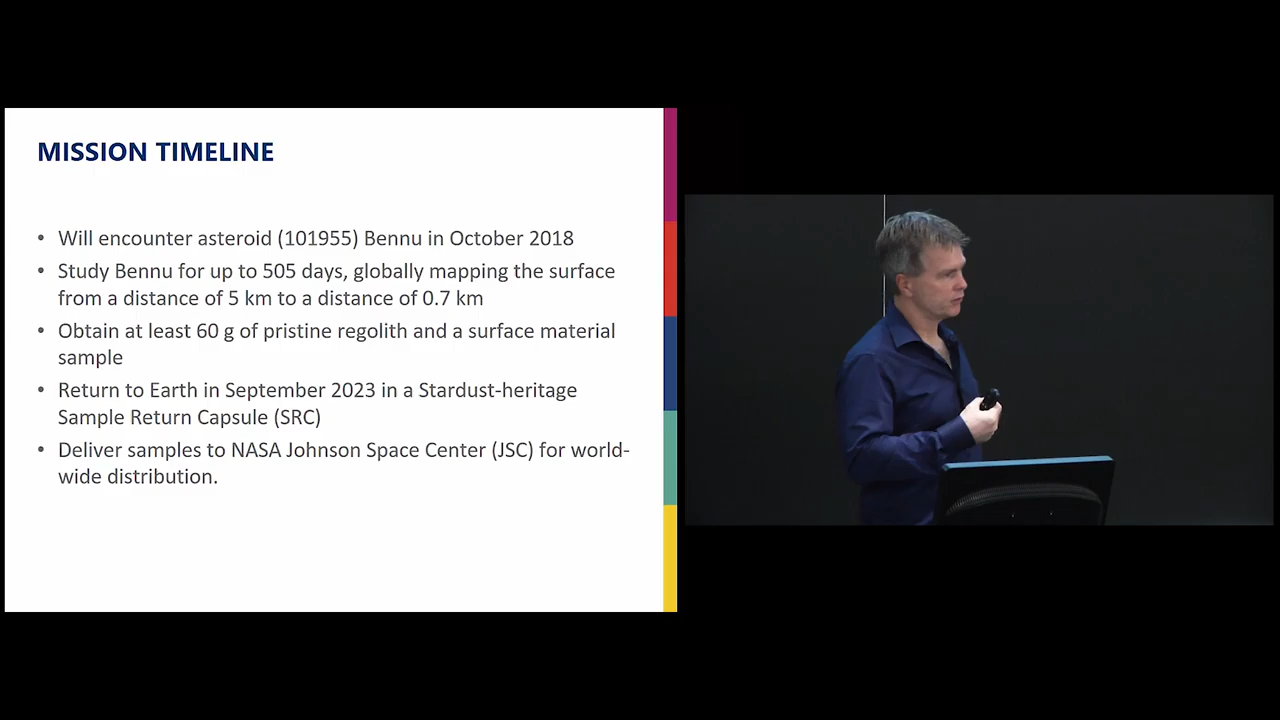 MISSION TIMELINE
• Will encounter asteroid (101955) Bennu in October 2018
• Study Bennu for up to 505 days, globally mapping the surface
from a distance of 5 km to a distance of 0.7 km
• Obtain at least 60 g of pristine regolith and a surface material
sample
• Return to Earth in September 2023 in a Stardust-heritage
Sample Return Capsule (SRC)
• Deliver samples to NASA Johnson Space Center (JSC) for world-
wide distribution.